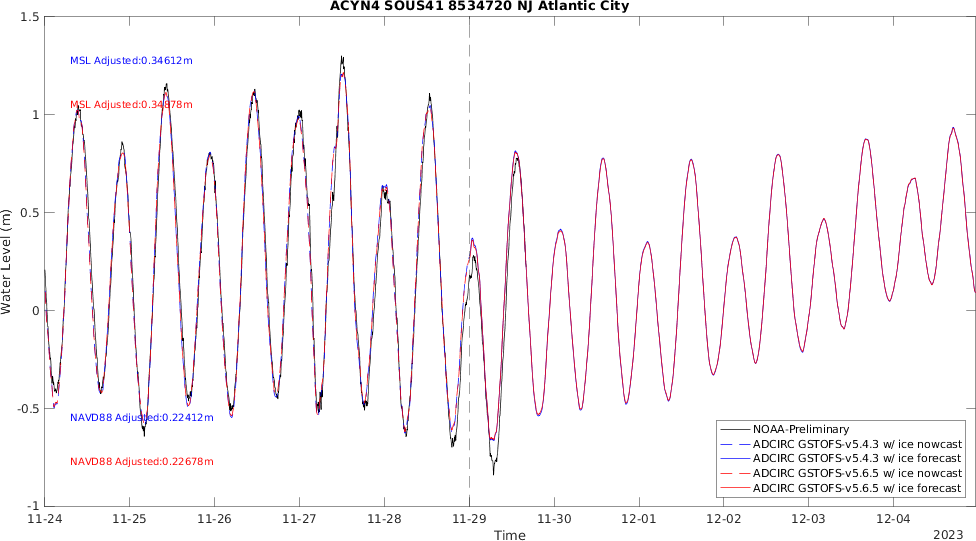 ACYN4 SOUS41 8534720 NJ Atlantic City
1.5
1
0.5
0
-0.5
-1
Water Level (m)
MSL Adjusted:0.34612m
MSL Adjusted:0.34878m
NAVD88 Adjusted:0.22412m
NAVD88 Adjusted:0.22678m
NOAA-Preliminary
ADCIRC GSTOFS-v5.4.3 w/ ice nowcast
ADCIRC GSTOFS-v5.4.3 w/ ice forecast
ADCIRC GSTOFS-v5.6.5 w/ ice nowcast
ADCIRC GSTOFS-v5.6.5 w/ ice forecast
11-24 11-25 11-26 11-27 11-28 11-29 11-30 12-01 12-02 12-03 12-04
Time
2023